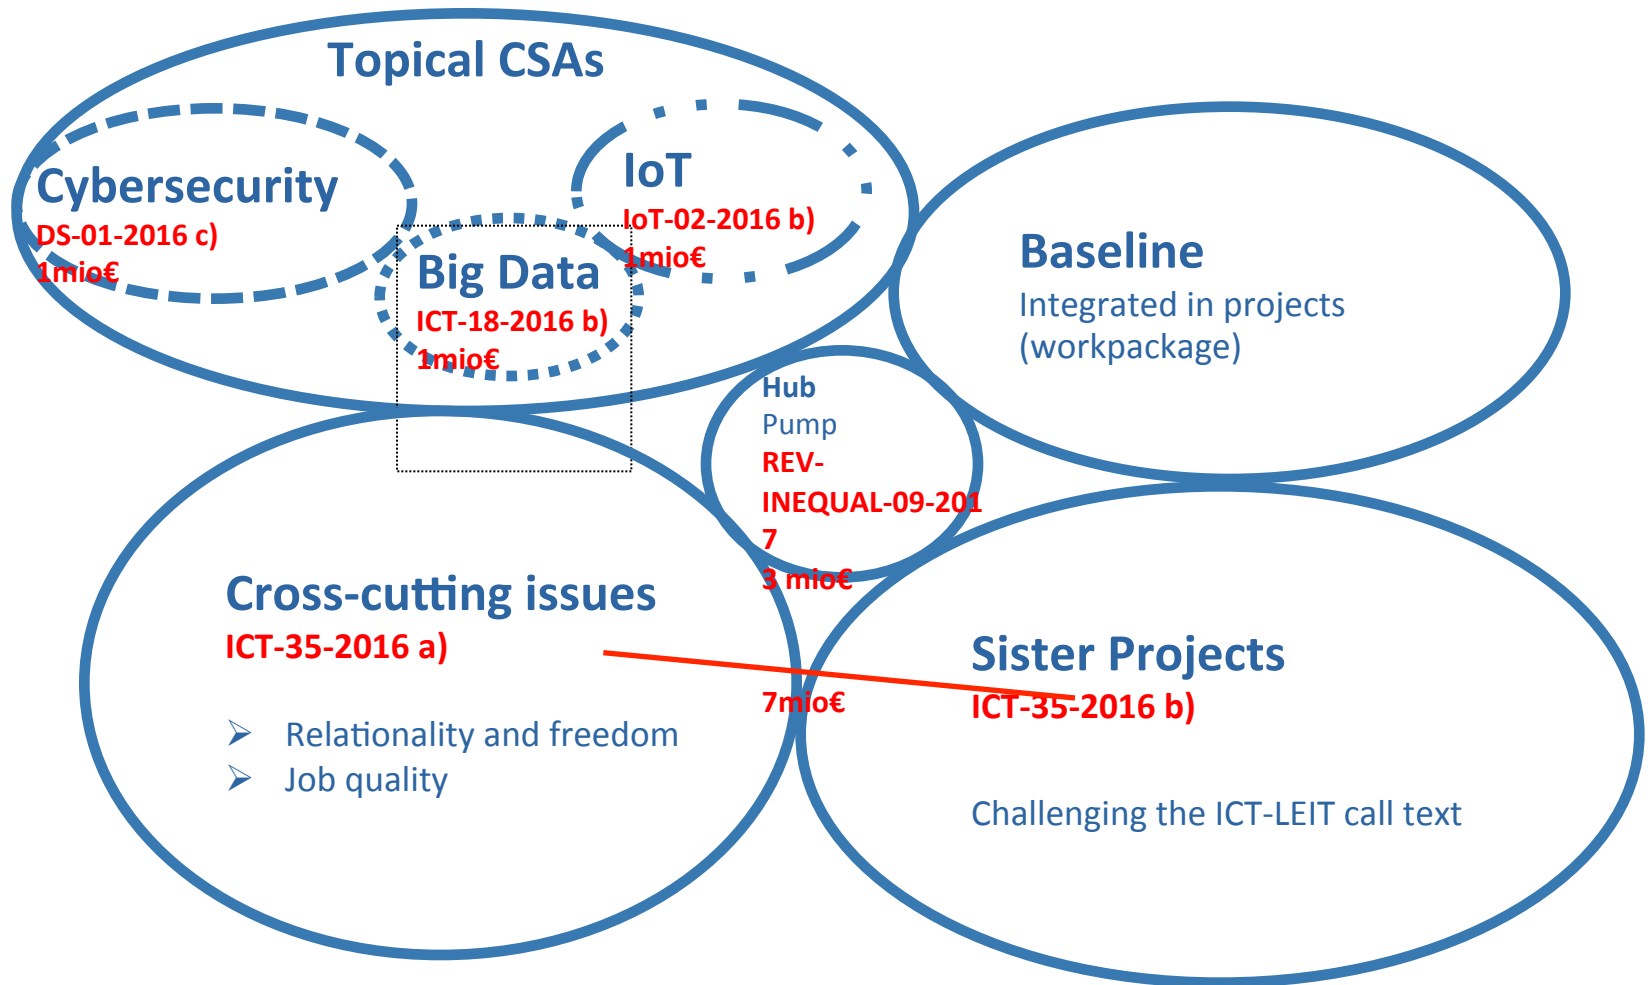 Topical CSAs
Cybersecurity
DS-01-2016 c)
1mio€
IoT
IoT-02-2016 b)
1mio€
Big Data
ICT-18-2016 b)
1mio€
Baseline
Integrated in projects
(workpackage)
Hub
Pump
REV-
INEQUAL-09-201
7
3 mio€
Cross-cutting issues
ICT-35-2016 a)
➢ Relationality and freedom
➢ Job quality
7mio€
Sister Projects
ICT-35-2016 b)
Challenging the ICT-LEIT call text